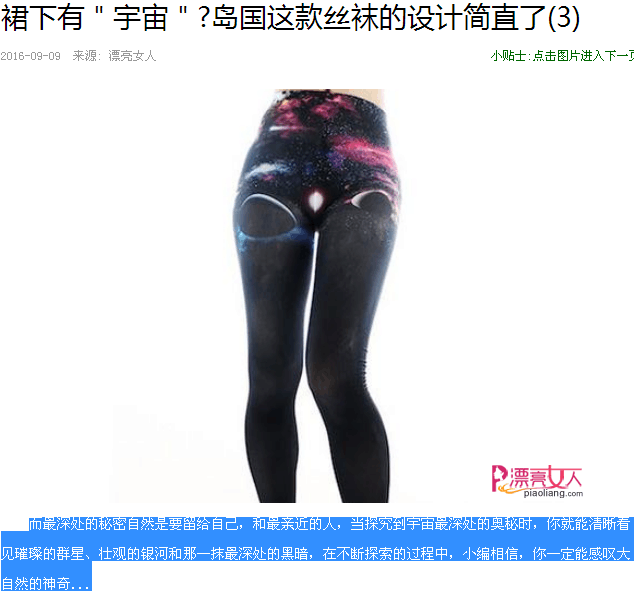 裙下有＂宇宙＂?岛国这款丝袜的设计简直了(3)
2016-09-09 来源: 漂亮女人 小贴士:点击图片进入下一页
漂亮女人
piaoliang.com
而最深处的秘密自然是要留给自己，和最亲近的人，当探究到宇宙最深处的奥秘时，你就能清晰看
见璀璨的群星、壮观的银河和那一抹最深处的黑暗，在不断探索的过程中，小编相信，你一定能感叹大
自然的神奇...